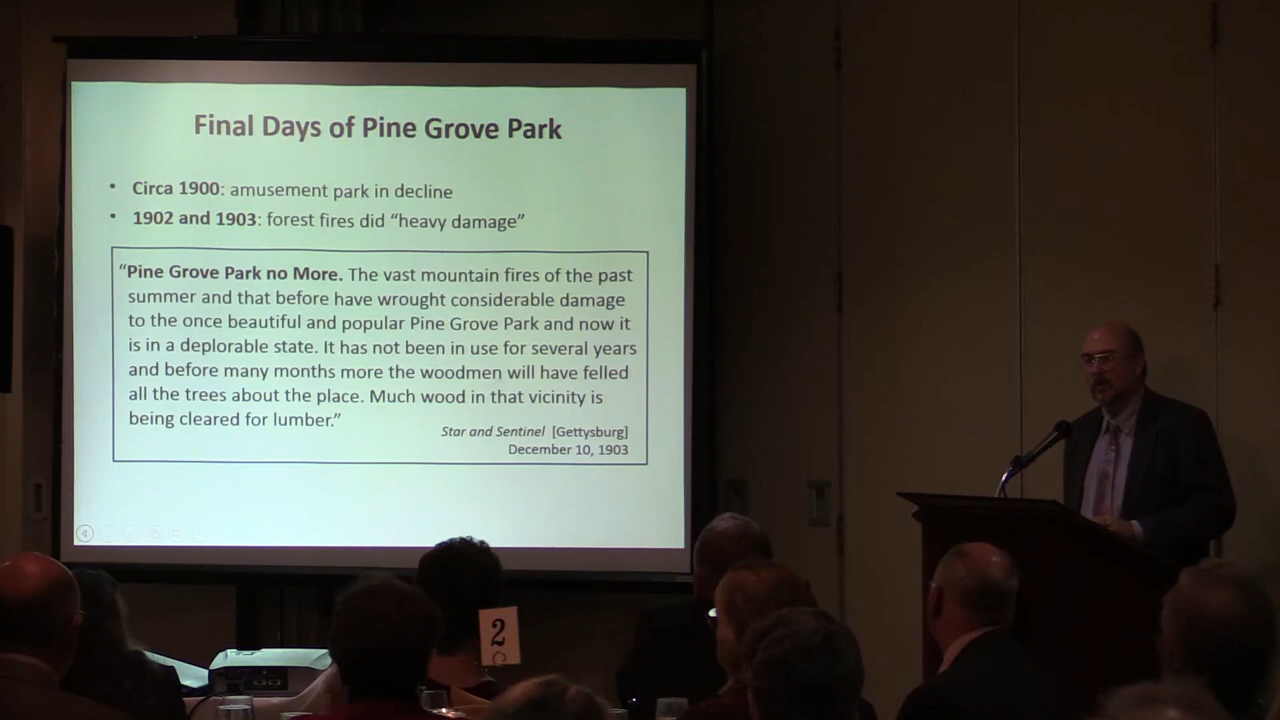 Final Days of Pine Grove Park
• Circa 1900: amusement park in decline
• 1902 and 1903: forest fires did “heavy damage”
“Pine Grove Park no More. The vast mountain fires of the past
summer and that before have wrought considerable damage
to the once beautiful and popular Pine Grove Park and now it
is in a deplorable state. It has not been in use for several years
and before many months more the woodmen will have felled
all the trees about the place. Much wood in that vicinity is
being cleared for lumber.”
Star and Sentinel [Gettysburg]
December 10, 1903
2